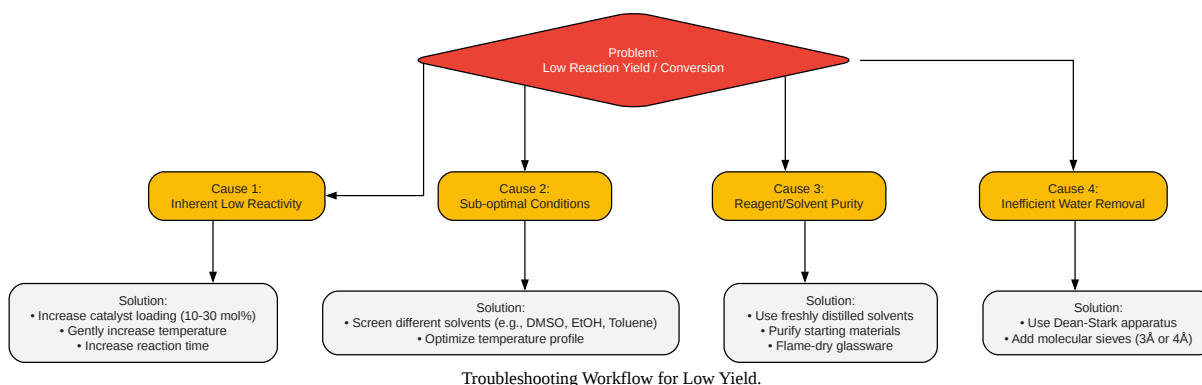 Problem:
Low Reaction Yield / Conversion
Cause 1:
Inherent Low Reactivity
Cause 2:
Sub-optimal Conditions
Cause 3:
Reagent/Solvent Purity
Cause 4:
Inefficient Water Removal
Solution:
• Increase catalyst loading (10-30 mol%)
• Gently increase temperature
• Increase reaction time
Solution:
• Screen different solvents (e.g., DMSO, EtOH, Toluene)
• Optimize temperature profile
Solution:
• Use freshly distilled solvents
• Purify starting materials
• Flame-dry glassware
Solution:
• Use Dean-Stark apparatus
• Add molecular sieves (3Å or 4Å)
Troubleshooting Workflow for Low Yield.